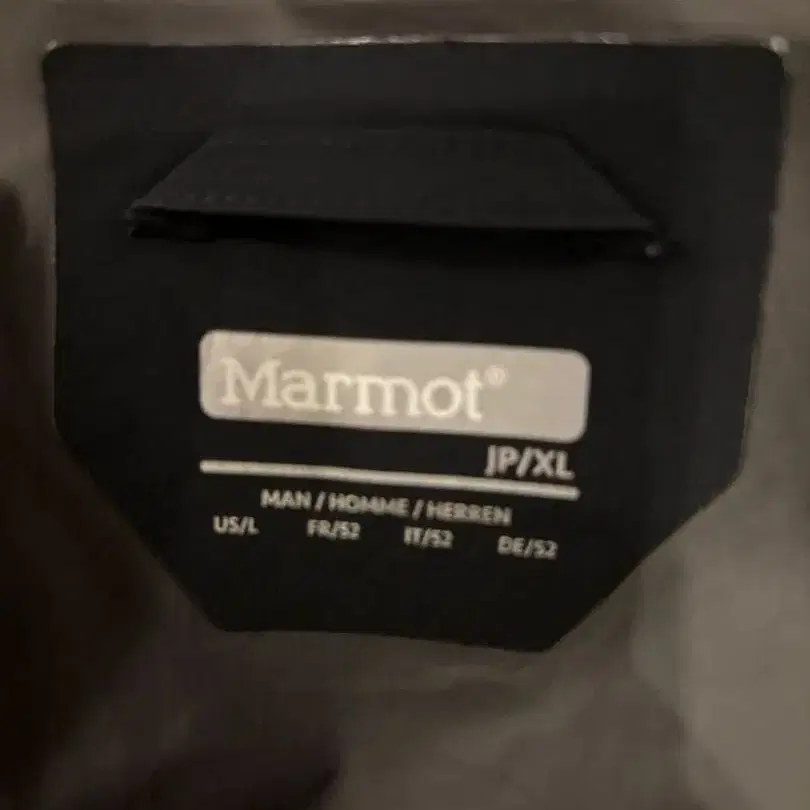 Marmot®
JP/XL
MAN / HOMME / HERREN
US/L FR/52 IT/52 DE/52